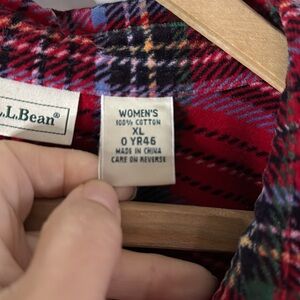 L.L.Bean®
WOMEN'S
100% COTTON
XL
0 YR46
MADE IN CHINA
CARE ON REVERSE